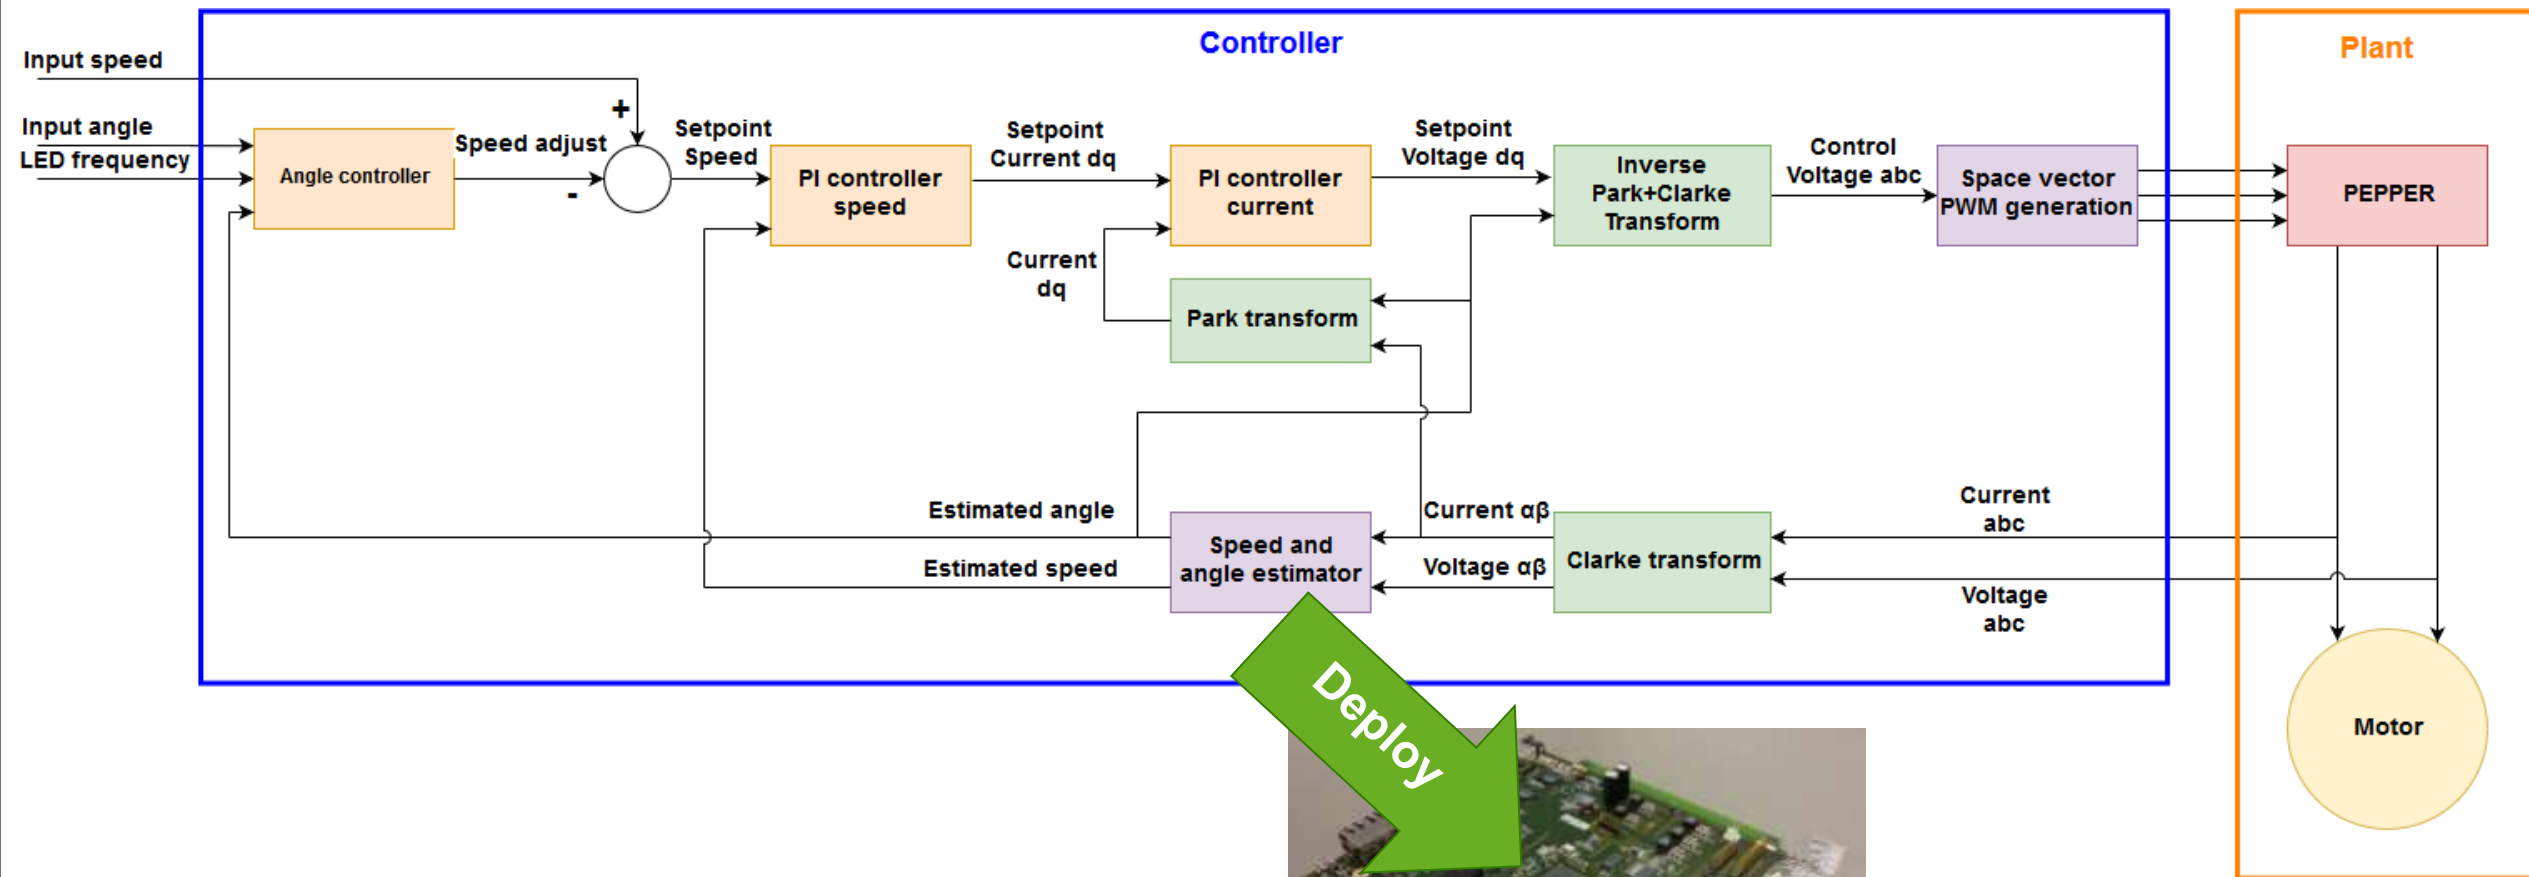 Controller
Plant
Input speed
Input angle
LED frequency
Angle controller
Speed adjust
+
-
Setpoint
Speed
PI controller
speed
Setpoint
Current dq
PI controller
current
Setpoint
Voltage dq
Inverse
Park+Clarke
Transform
Control
Voltage abc
Space vector
PWM generation
PEPPER
Current
dq
Park transform
Estimated angle
Estimated speed
Speed and
angle estimator
Current αβ
Voltage αβ
Clarke transform
Current
abc
Voltage
abc
Motor
Deploy